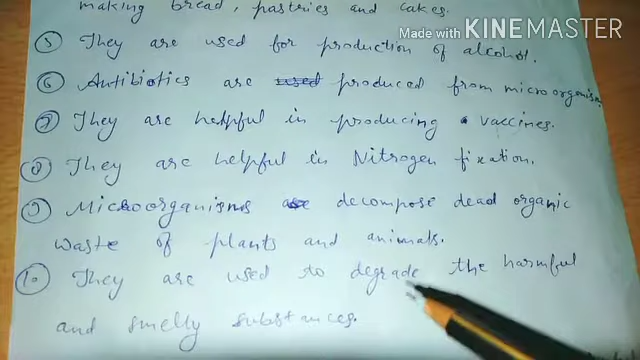 making bread, pastries and cakes.
Made with KINEMASTER
⑤ They are used for production of alcohol.
⑥ Antibiotics are used produced from microorganism
⑦ They are helpful in producing vaccines.
⑧ They are helpful in Nitrogen fixation.
⑨ Microorganisms are decompose dead organic
waste of plants and animals.
⑩ They are used to degrade the harmful
and smelly substances.